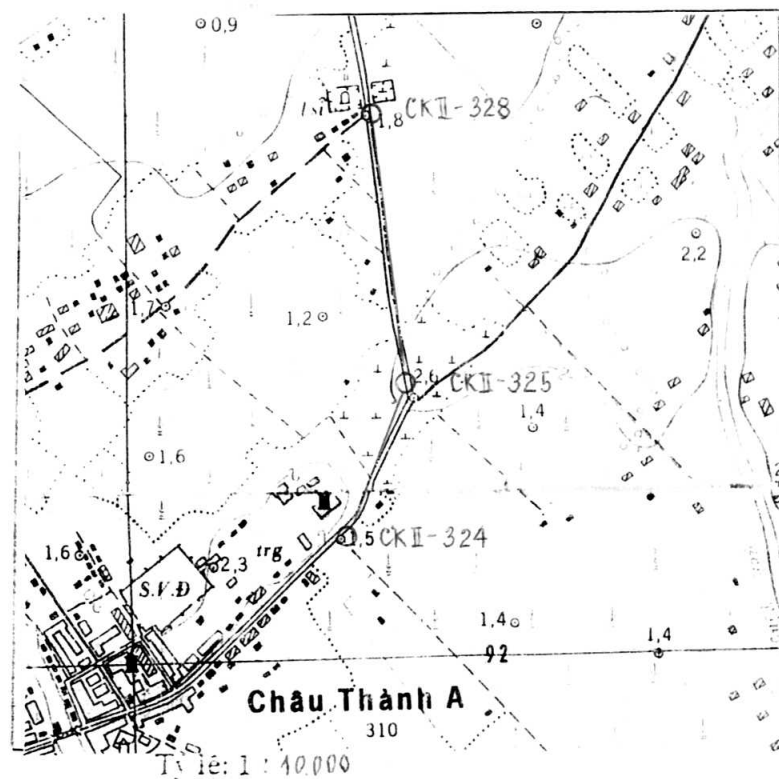 0,9
1,8 CKII-328
2,2
1,7
1,2
2,6 CKII-325
1,4
1,6
1,5 CKII-324
trg
1,6
2,3
S.V.Đ
1,4
92
1,4
Châu Thành A
310
Tỷ lệ: 1 : 10.000